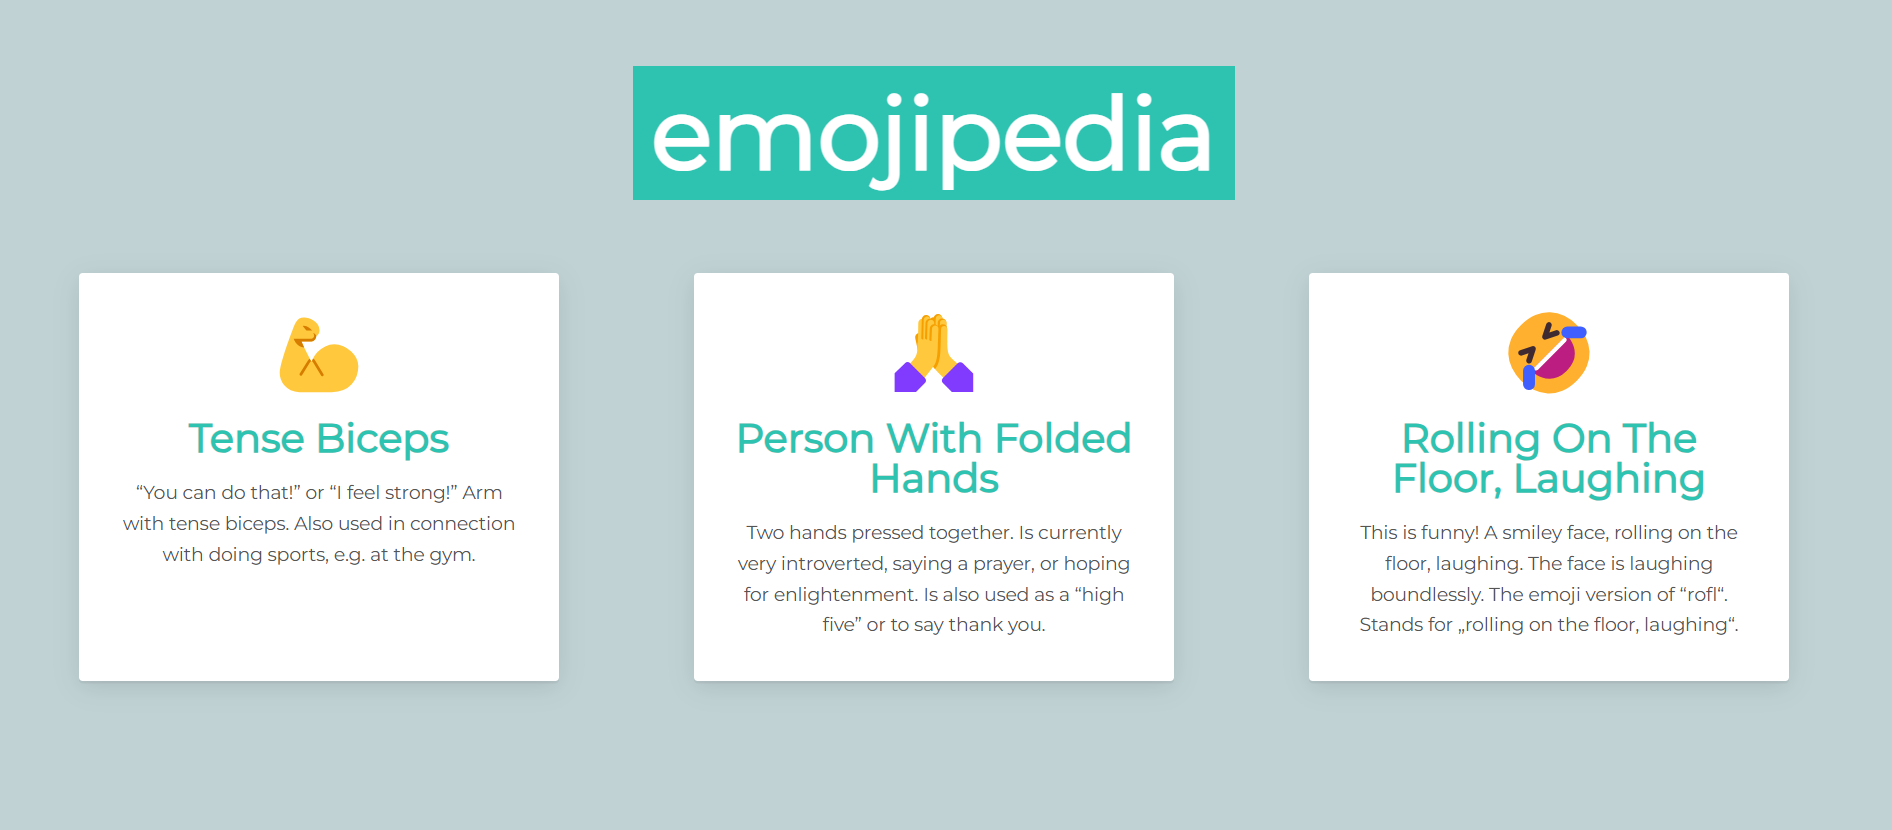 emojipedia
Tense Biceps
“You can do that!” or “I feel strong!” Arm
with tense biceps. Also used in connection
with doing sports, e.g. at the gym.
Person With Folded
Hands
Two hands pressed together. Is currently
very introverted, saying a prayer, or hoping
for enlightenment. Is also used as a “high
five” or to say thank you.
Rolling On The
Floor, Laughing
This is funny! A smiley face, rolling on the
floor, laughing. The face is laughing
boundlessly. The emoji version of “rofl“.
Stands for „rolling on the floor, laughing“.